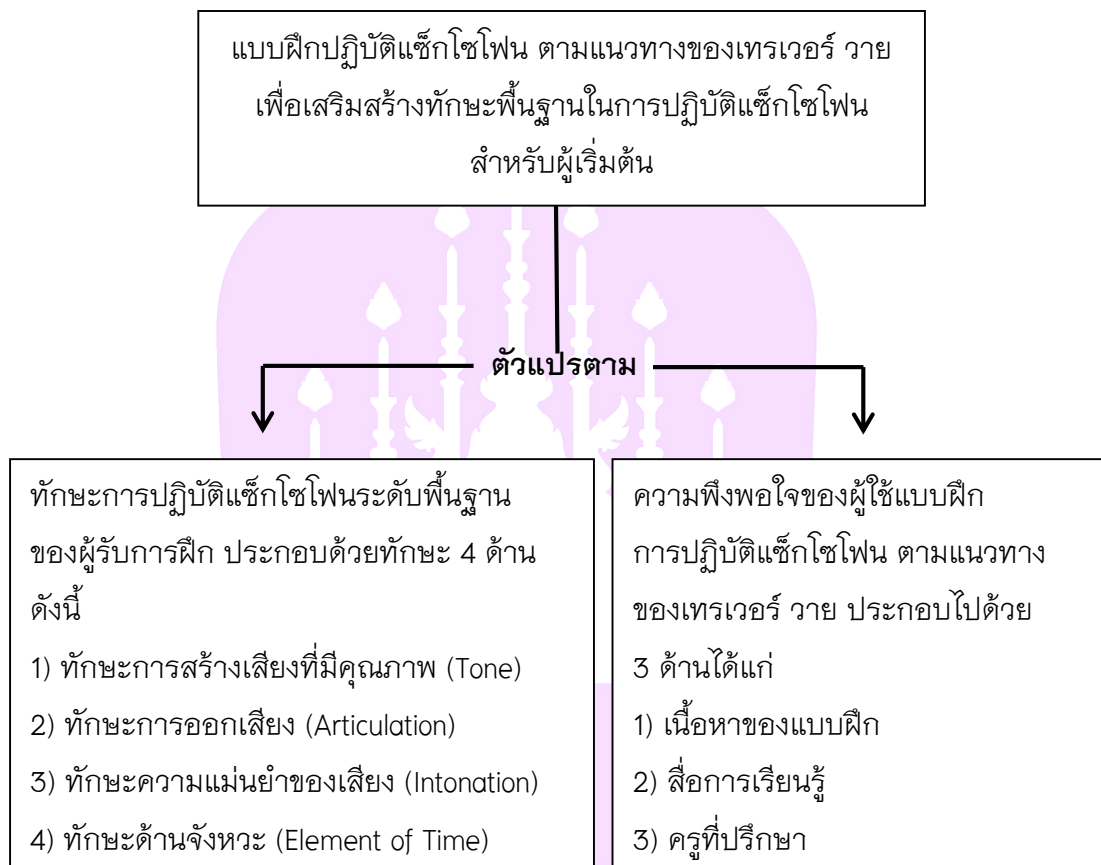 แบบฝึกปฏิบัติแซ็กโซโฟน ตามแนวทางของเทรเวอร์ วาย
เพื่อเสริมสร้างทักษะพื้นฐานในการปฏิบัติแซ็กโซโฟน
สำหรับผู้เริ่มต้น
ตัวแปรตาม
ทักษะการปฏิบัติแซ็กโซโฟนระดับพื้นฐาน
ของผู้รับการฝึก ประกอบด้วยทักษะ 4 ด้าน
ดังนี้
1) ทักษะการสร้างเสียงที่มีคุณภาพ (Tone)
2) ทักษะการออกเสียง (Articulation)
3) ทักษะความแม่นยำของเสียง (Intonation)
4) ทักษะด้านจังหวะ (Element of Time)
ความพึงพอใจของผู้ใช้แบบฝึก
การปฏิบัติแซ็กโซโฟน ตามแนวทาง
ของเทรเวอร์ วาย ประกอบไปด้วย
3 ด้านได้แก่
1) เนื้อหาของแบบฝึก
2) สื่อการเรียนรู้
3) ครูที่ปรึกษา